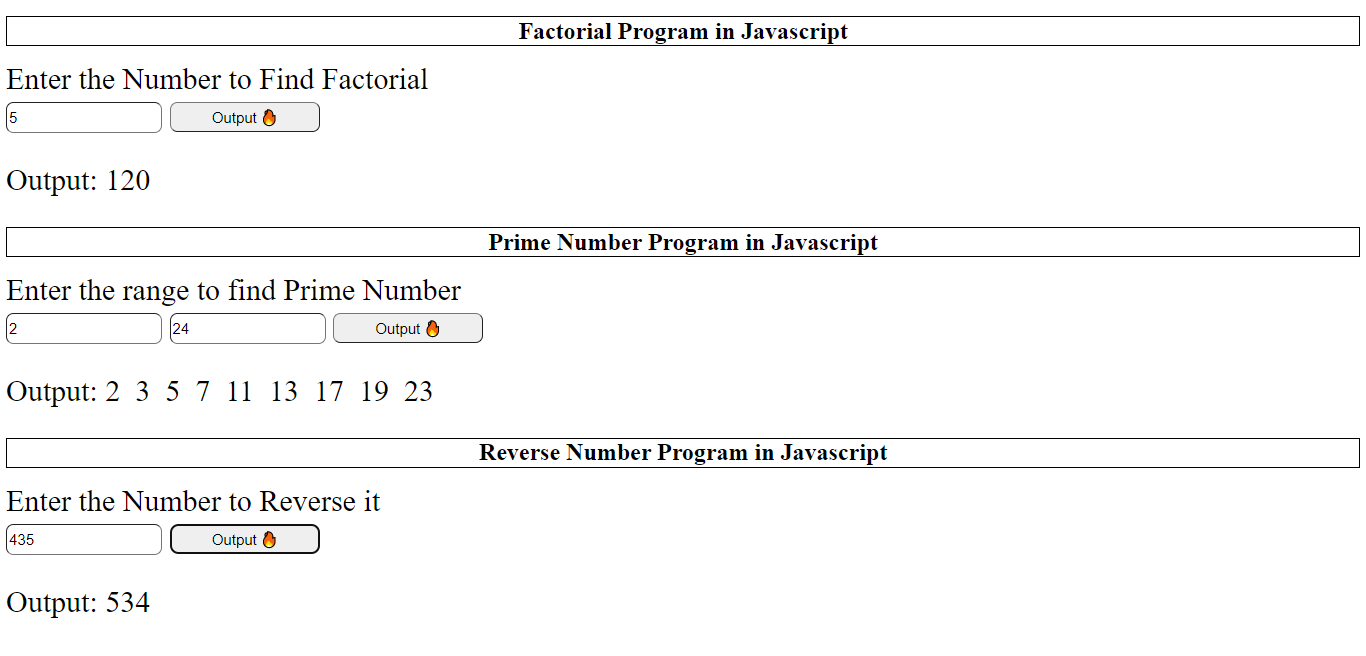 Factorial Program in Javascript
Enter the Number to Find Factorial
5 Output 🔥
Output: 120
Prime Number Program in Javascript
Enter the range to find Prime Number
2 24 Output 🔥
Output: 2 3 5 7 11 13 17 19 23
Reverse Number Program in Javascript
Enter the Number to Reverse it
435 Output 🔥
Output: 534